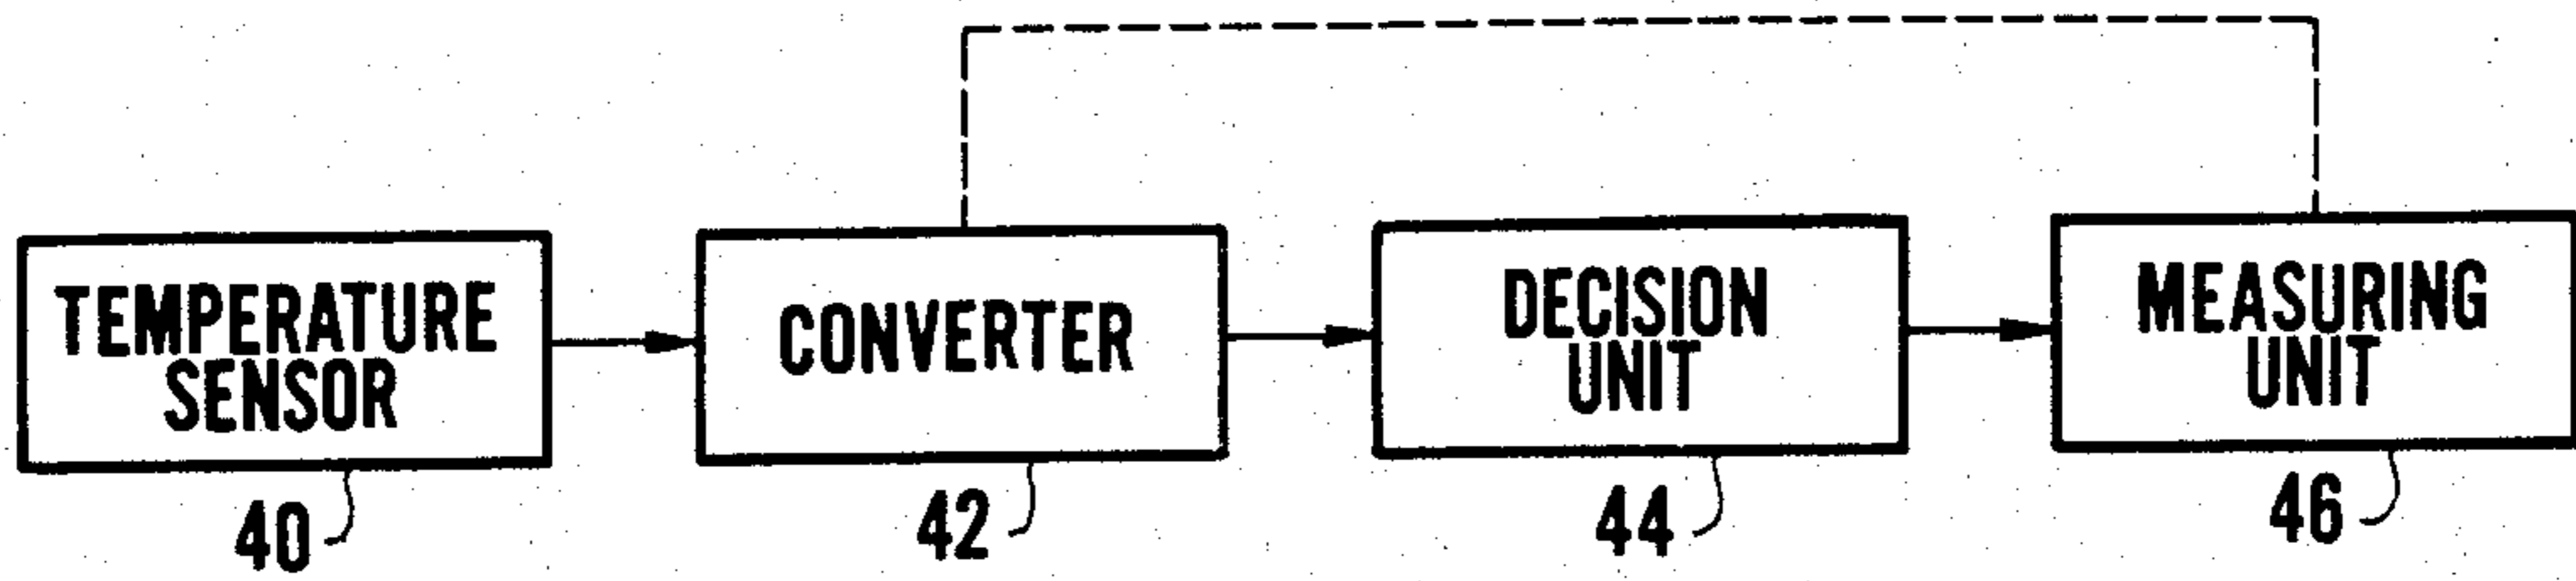 TEMPERATURE
SENSOR
CONVERTER
DECISION
UNIT
MEASURING
UNIT
40
42
44
46